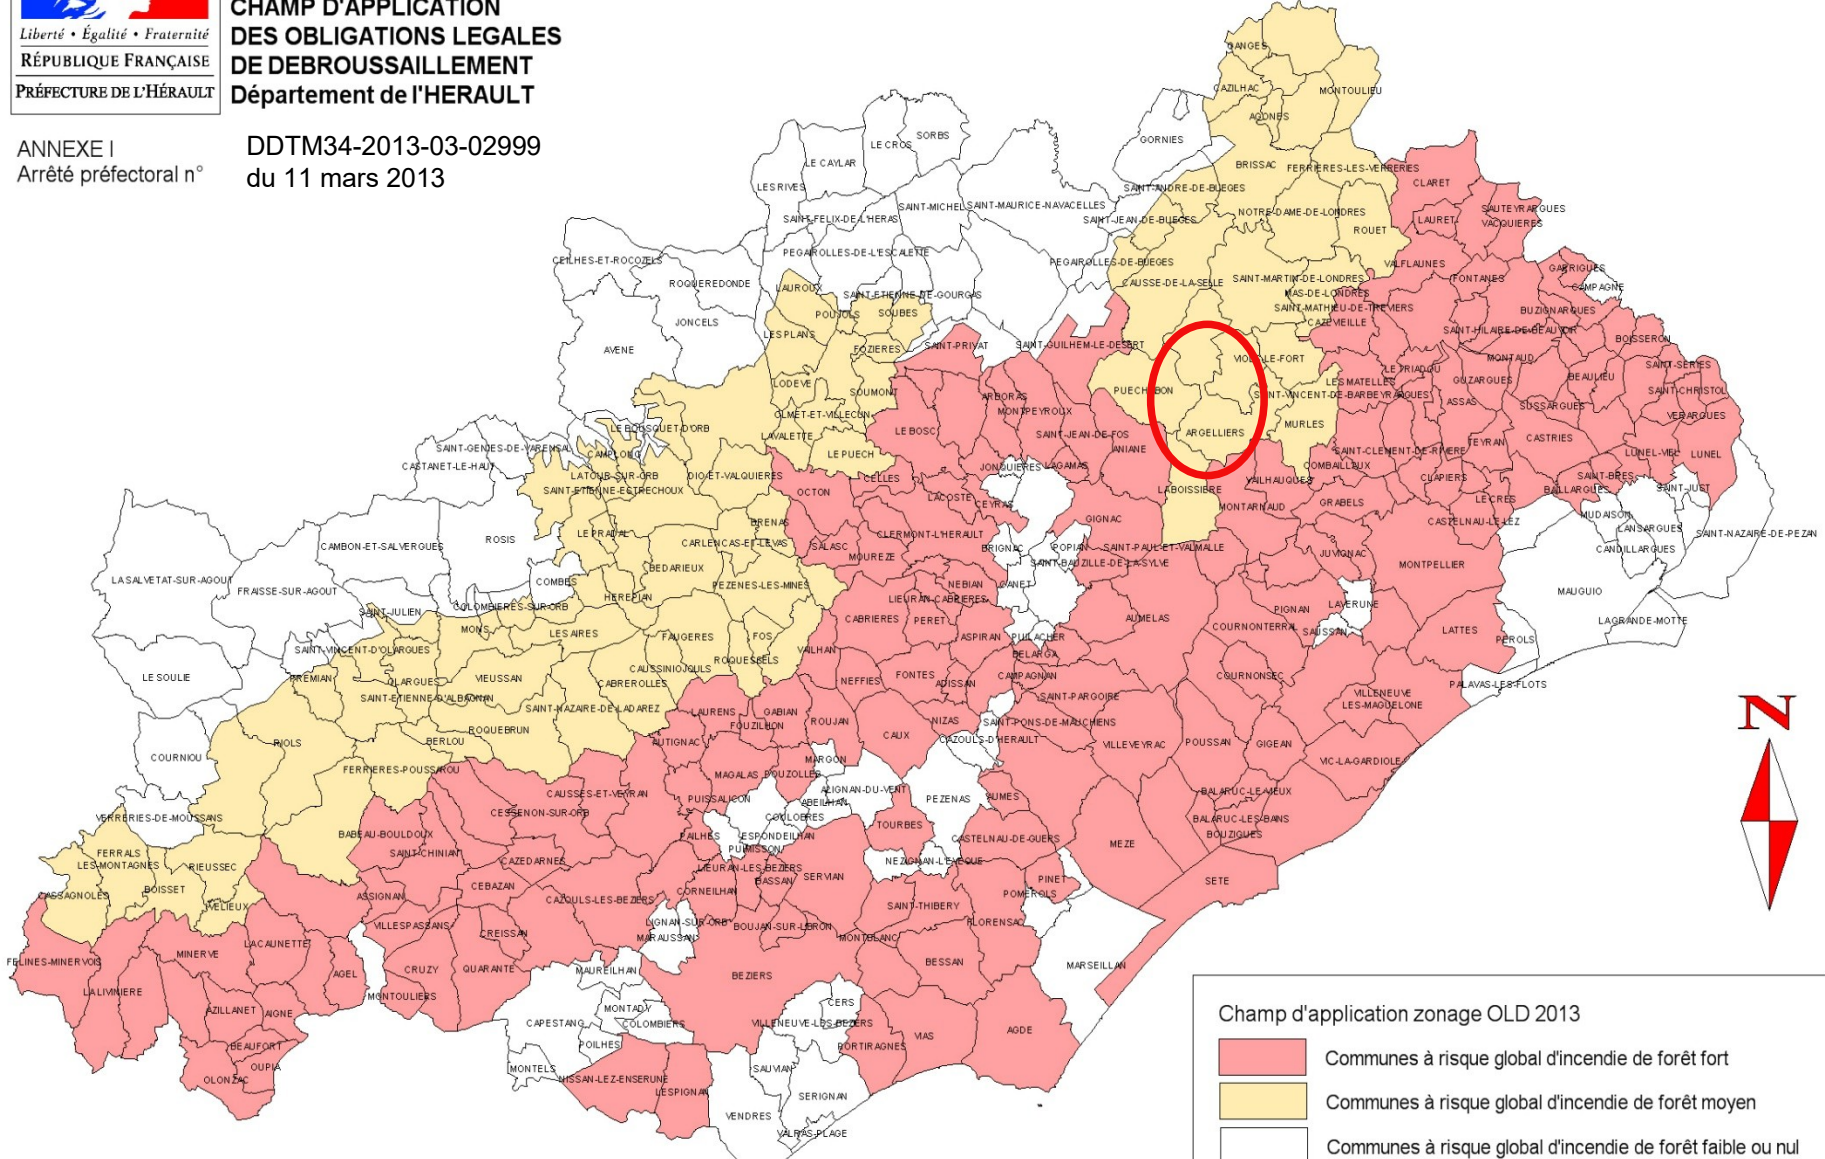 CHAMP D'APPLICATION
DES OBLIGATIONS LEGALES
DE DEBROUSSAILLEMENT
Département de l'HERAULT
Liberté • Égalité • Fraternité
RÉPUBLIQUE FRANÇAISE
PRÉFECTURE DE L'HÉRAULT
ANNEXE I
Arrêté préfectoral n°
DDTM34-2013-03-02999
du 11 mars 2013
GANGES
CAZILHAC
MONTOULIEU
AGONES
GORNIES
SORBS
LE CROS
LE CAYLAR
LES RIVES
BRISSAC
FERRIERES-LES-VERRERIES
CLARET
SAINT-ANDRE-DE-BUEGES
SAINT-MICHEL
SAINT-MAURICE-NAVACELLES
SAINT-FELIX-DE-L'HERAS
SAINT-JEAN-DE-BUEGES
NOTRE-DAME-DE-LONDRES
ROUET
LAURET
SAUTEYRARGUES
VACQUIERES
PEGAIROLLES-DE-L'ESCALETTE
PEGAIROLLES-DE-BUEGES
CEILHES-ET-ROCOZELS
ROQUEREDONDE
LAUROUX
SAINT-ETIENNE-DE-GOURGAS
CAUSSE-DE-LA-SELLE
SAINT-MARTIN-DE-LONDRES
MAS-DE-LONDRES
VALFLAUNES
FONTANES
GARRIGUES
CAMPAGNE
JONCELS
LES PLANS
POUJOLS
SOUBES
SAINT-MATHIEU-DE-TREVIERS
CAZEVIEILLE
BUZIGNARGUES
SAINT-HILAIRE-DE-BEAUVOIR
BOISSERON
AVENE
FOZIERES
SAINT-PRIVAT
SAINT-GUILHEM-LE-DESERT
VIOLS-LE-FORT
LE TRIADOU
MONTAUD
SAINT-SERIES
LODEVE
SOUMONT
ARBORAS
PUECHABON
LES MATELLES
GUZARGUES
BEAULIEU
SAINT-CHRISTOL
SAINT-VINCENT-DE-BARBEYRARGUES
ASSAS
SUSSARGUES
VERARGUES
OLMET-ET-VILLECUN
MONTPEYROUX
LE BOUSQUET-D'ORB
LAVALETTE
LE BOSC
SAINT-JEAN-DE-FOS
ARGELLIERS
MURLES
TEYRAN
CASTRIES
SAINT-GENIES-DE-VARENSAL
CAMPLONG
LE PUECH
ANIANE
SAINT-CLEMENT-DE-RIVIERE
LUNEL-VIEL
LUNEL
CASTANET-LE-HAUT
LATOUR-SUR-ORB
DIO-ET-VALQUIERES
CELLES
JONQUIERES
LAGAMAS
COMBAILLAUX
CLAPIERS
SAINT-BRES
BAILLARGUES
SAINT-JUST
SAINT-ETIENNE-ESTRECHOUX
OCTON
LACOSTE
CEYRAS
LABOISSIERE
VAILHAUQUES
GRABELS
LE CRES
MONTARNAUD
MUDAISON
LANSARGUES
BRENAS
GIGNAC
CASTELNAU-LE-LEZ
SAINT-NAZAIRE-DE-PEZAN
CAMBON-ET-SALVERGUES
ROSIS
LE PRADAL
CARLENCAS-ET-LEVAS
SALASC
MOUREZE
CLERMONT-L'HERAULT
BRIGNAC
POPIAN
SAINT-PAUL-ET-VALMALLE
JUVIGNAC
CANDILLARGUES
SAINT-BAUZILLE-DE-LA-SYLVE
MONTPELLIER
LA SALVETAT-SUR-AGOUT
FRAISSE-SUR-AGOUT
COMBES
BEDARIEUX
PEZENES-LES-MINES
NEBIAN
CANET
MAUGUIO
HEREPIAN
LIEURAN-CABRIERES
SAINT-JULIEN
COLOMBIERES-SUR-ORB
CABRIERES
PERET
AUMELAS
PIGNAN
LAVERUNE
LA GRANDE-MOTTE
MONS
LES AIRES
FAUGERES
FOS
ASPIRAN
PUILACHER
COURNONTERRAL
SAUSSAN
LATTES
PEROLS
SAINT-VINCENT-D'OLARGUES
VAILHAN
BELARGA
CAUSSINIOJOULS
ROQUESSELS
LE SOULIE
PREMIAN
OLARGUES
VIEUSSAN
CABREROLLES
NEFFIES
FONTES
ADISSAN
CAMPAGNAN
COURNONSEC
PALAVAS-LES-FLOTS
SAINT-ETIENNE-D'ALBAGNAN
SAINT-NAZAIRE-DE-LADAREZ
SAINT-PARGOIRE
VILLENEUVE
LES-MAGUELONE
LAURENS
GABIAN
FOUZILHON
ROUJAN
NIZAS
SAINT-PONS-DE-MAUCHIENS
ROQUEBRUN
CAUX
CAZOULS-D'HERAULT
RIOLS
BERLOU
AUTIGNAC
VILLEVEYRAC
POUSSAN
GIGEAN
COURNIOU
MARGON
VIC-LA-GARDIOLE
FERRIERES-POUSSAROU
MAGALAS
POUZOLLES
CAUSSES-ET-VEYRAN
PUISSALICON
ALIGNAN-DU-VENT
ABEILHAN
PEZENAS
AUMES
BALARUC-LE-VIEUX
VERRERIES-DE-MOUSSANS
CESSENON-SUR-ORB
COULOBRES
TOURBES
BALARUC-LES-BAINS
BOUZIGUES
BABEAU-BOULDOUX
PAILHES
ESPONDEILHAN
PUIMISSON
CASTELNAU-DE-GUERS
MEZE
FERRALS
LES-MONTAGNES
RIEUSSEC
SAINT-CHINIAN
CAZEDARNES
NEZIGNAN-L'EVEQUE
LIEURAN-LES-BEZIERS
BASSAN
SERVIAN
PINET
POMEROLS
SETE
CASSAGNOLES
BOISSET
VELIEUX
ASSIGNAN
CEBAZAN
CAZOULS-LES-BEZIERS
CORNEILHAN
SAINT-THIBERY
FLORENSAC
VILLESPASSANS
CREISSAN
LIGNAN-SUR-ORB
MARAUSSAN
BOUJAN-SUR-LIBRON
MONTBLANC
FELINES-MINERVOIS
MINERVE
LA CAUNETTE
AGEL
CRUZY
QUARANTE
MAUREILHAN
BEZIERS
BESSAN
MARSEILLAN
LA LIVINIERE
MONTOULIERS
AZILLANET
AIGNE
MONTADY
COLOMBIERS
CERS
CAPESTANG
VILLENEUVE-LES-BEZIERS
VIAS
AGDE
BEAUFORT
OUPIA
POILHES
PORTIRAGNES
OLONZAC
MONTELS
NISSAN-LEZ-ENSERUNE
LESPIGNAN
SAUVIAN
SERIGNAN
VENDRES
VALRAS-PLAGE
N
Champ d'application zonage OLD 2013
Communes à risque global d'incendie de forêt fort
Communes à risque global d'incendie de forêt moyen
Communes à risque global d'incendie de forêt faible ou nul